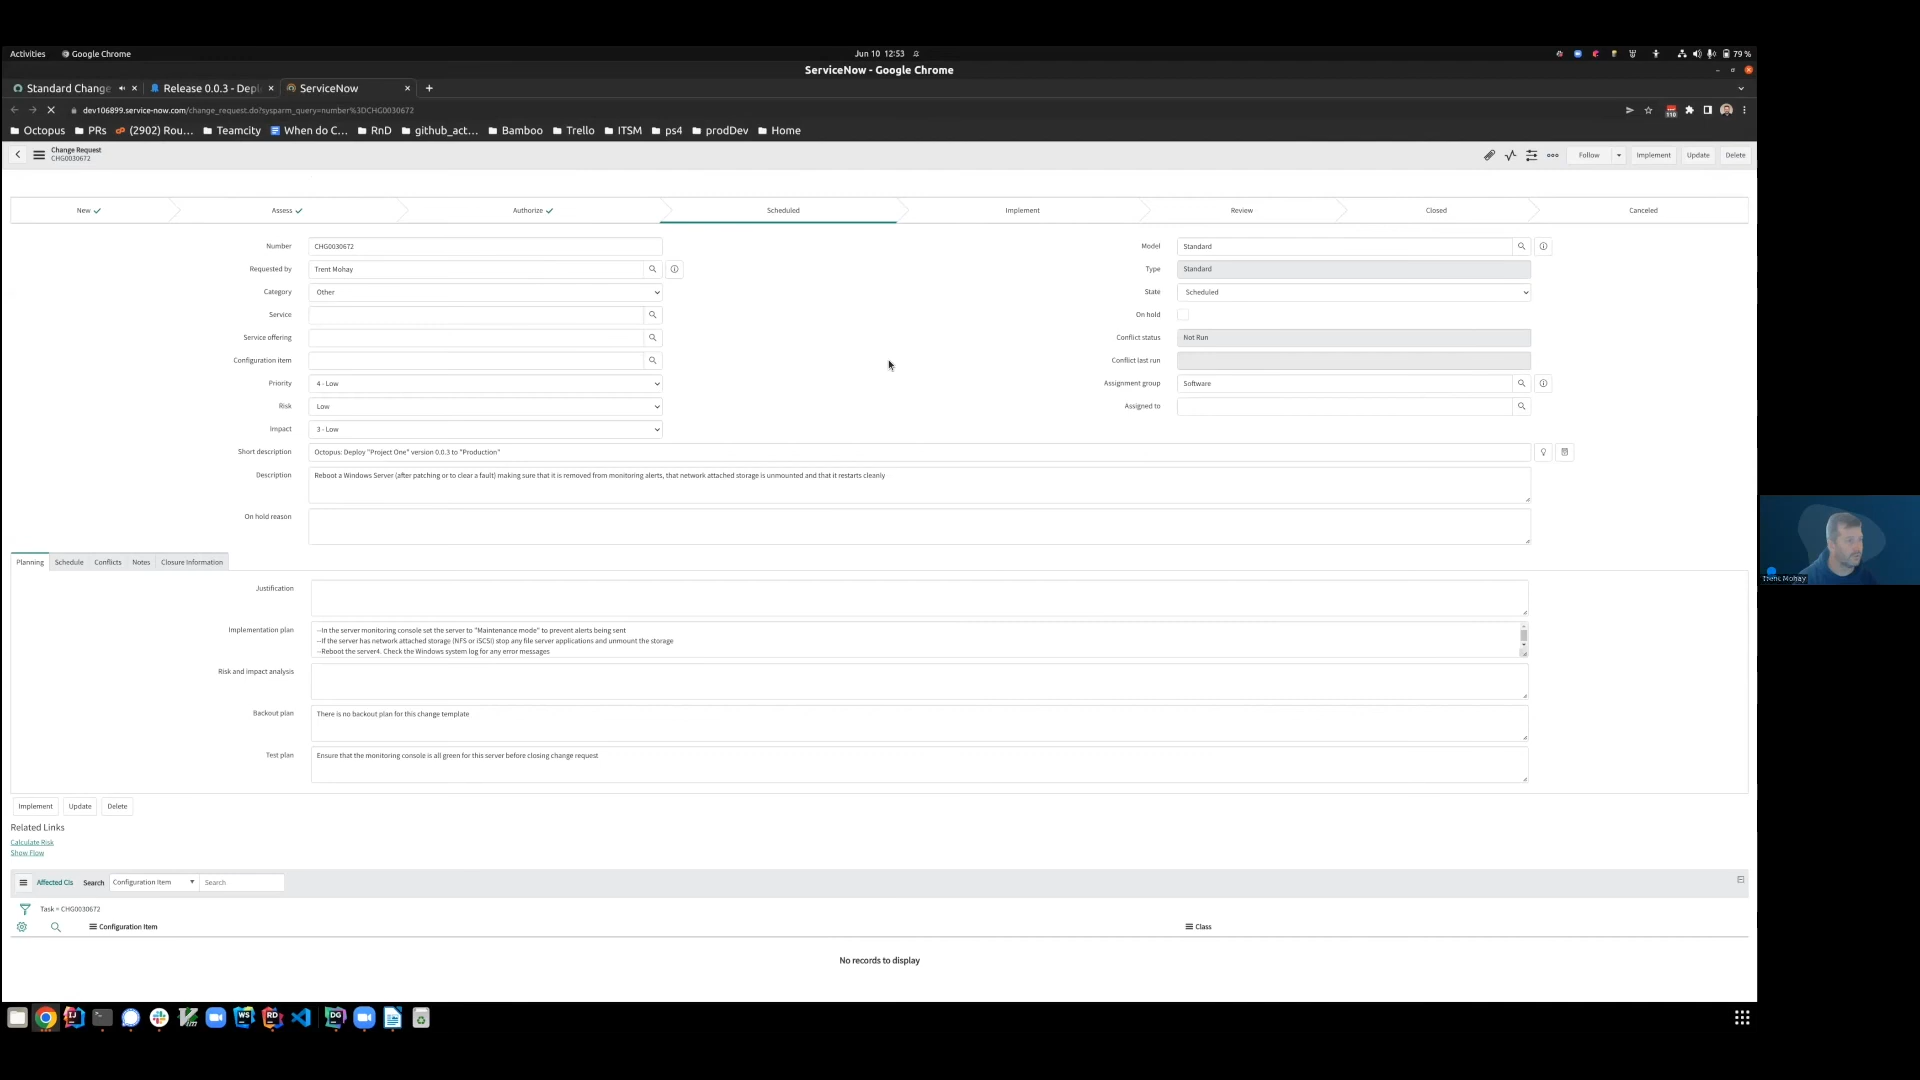 Activities
Google Chrome
Jun 10 12:53
79 %
ServiceNow - Google Chrome
Standard Change
Release 0.0.3 - Depl
ServiceNow
dev106899.service-now.com/change_request.do?sysparm_query=number%3DCHG0030672
110
Octopus
PRs
(2902) Rou...
Teamcity
When do C...
RnD
github_act...
Bamboo
Trello
ITSM
ps4
prodDev
Home
Change Request
CHG0030672
Follow
Implement
Update
Delete
New
Assess
Authorize
Scheduled
Implement
Review
Closed
Canceled
Number CHG0030672
Model Standard
Requested by Trent Mohay
Type Standard
Category Other
State Scheduled
Service
On hold
Service offering
Conflict status Not Run
Configuration item
Conflict last run
Priority 4 - Low
Assignment group Software
Risk Low
Assigned to
Impact 3 - Low
Short description Octopus: Deploy "Project One" version 0.0.3 to "Production"
Description Reboot a Windows Server (after patching or to clear a fault) making sure that it is removed from monitoring alerts, that network attached storage is unmounted and that it restarts cleanly
On hold reason
Planning
Schedule
Conflicts
Notes
Closure Information
Justification
Implementation plan
--In the server monitoring console set the server to "Maintenance mode" to prevent alerts being sent
--If the server has network attached storage (NFS or iSCSI) stop any file server applications and unmount the storage
--Reboot the server4. Check the Windows system log for any error messages
Risk and impact analysis
Backout plan There is no backout plan for this change template
Test plan Ensure that the monitoring console is all green for this server before closing change request
Implement
Update
Delete
Related Links
Calculate Risk
Show Flow
Affected CIs
Search
Configuration Item
Search
Task = CHG0030672
Configuration Item
Class
No records to display
Trent Mohay
IJ
Vim
WS
RD
DG